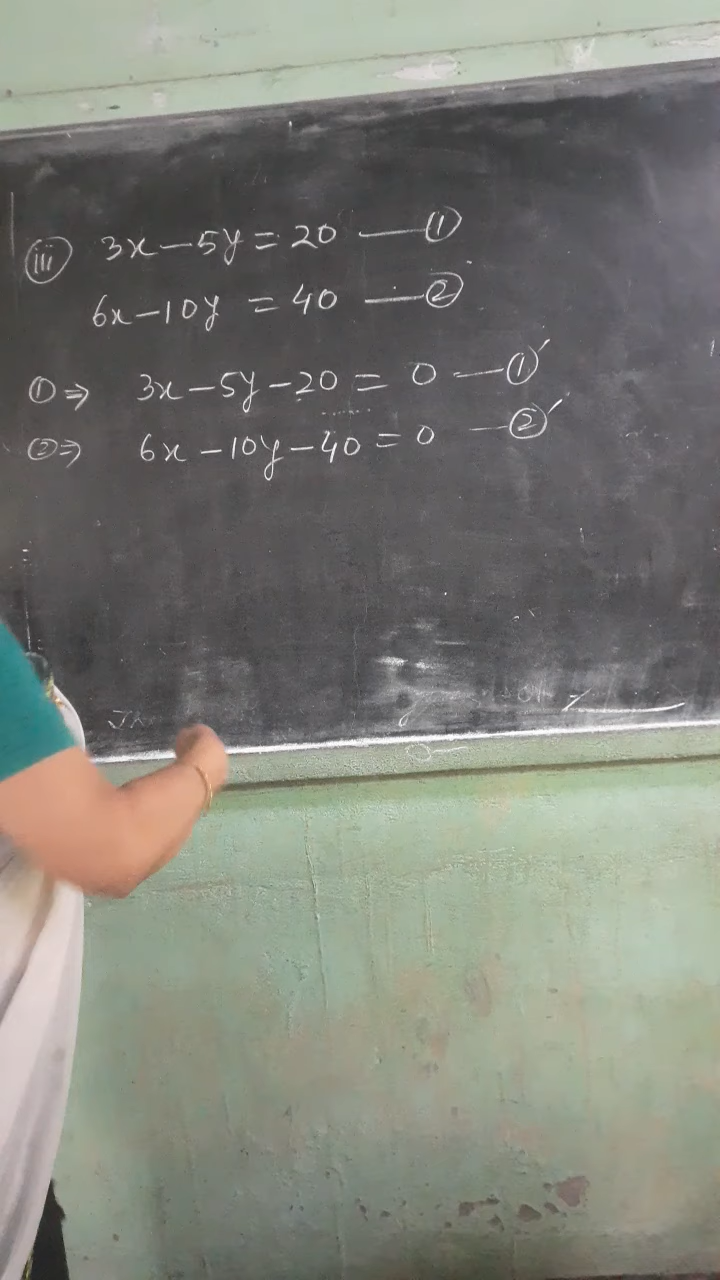 (iii) 3x - 5y = 20 —①
6x - 10y = 40 —②
① ⇒ 3x - 5y - 20 = 0 —①′
② ⇒ 6x - 10y - 40 = 0 —②′